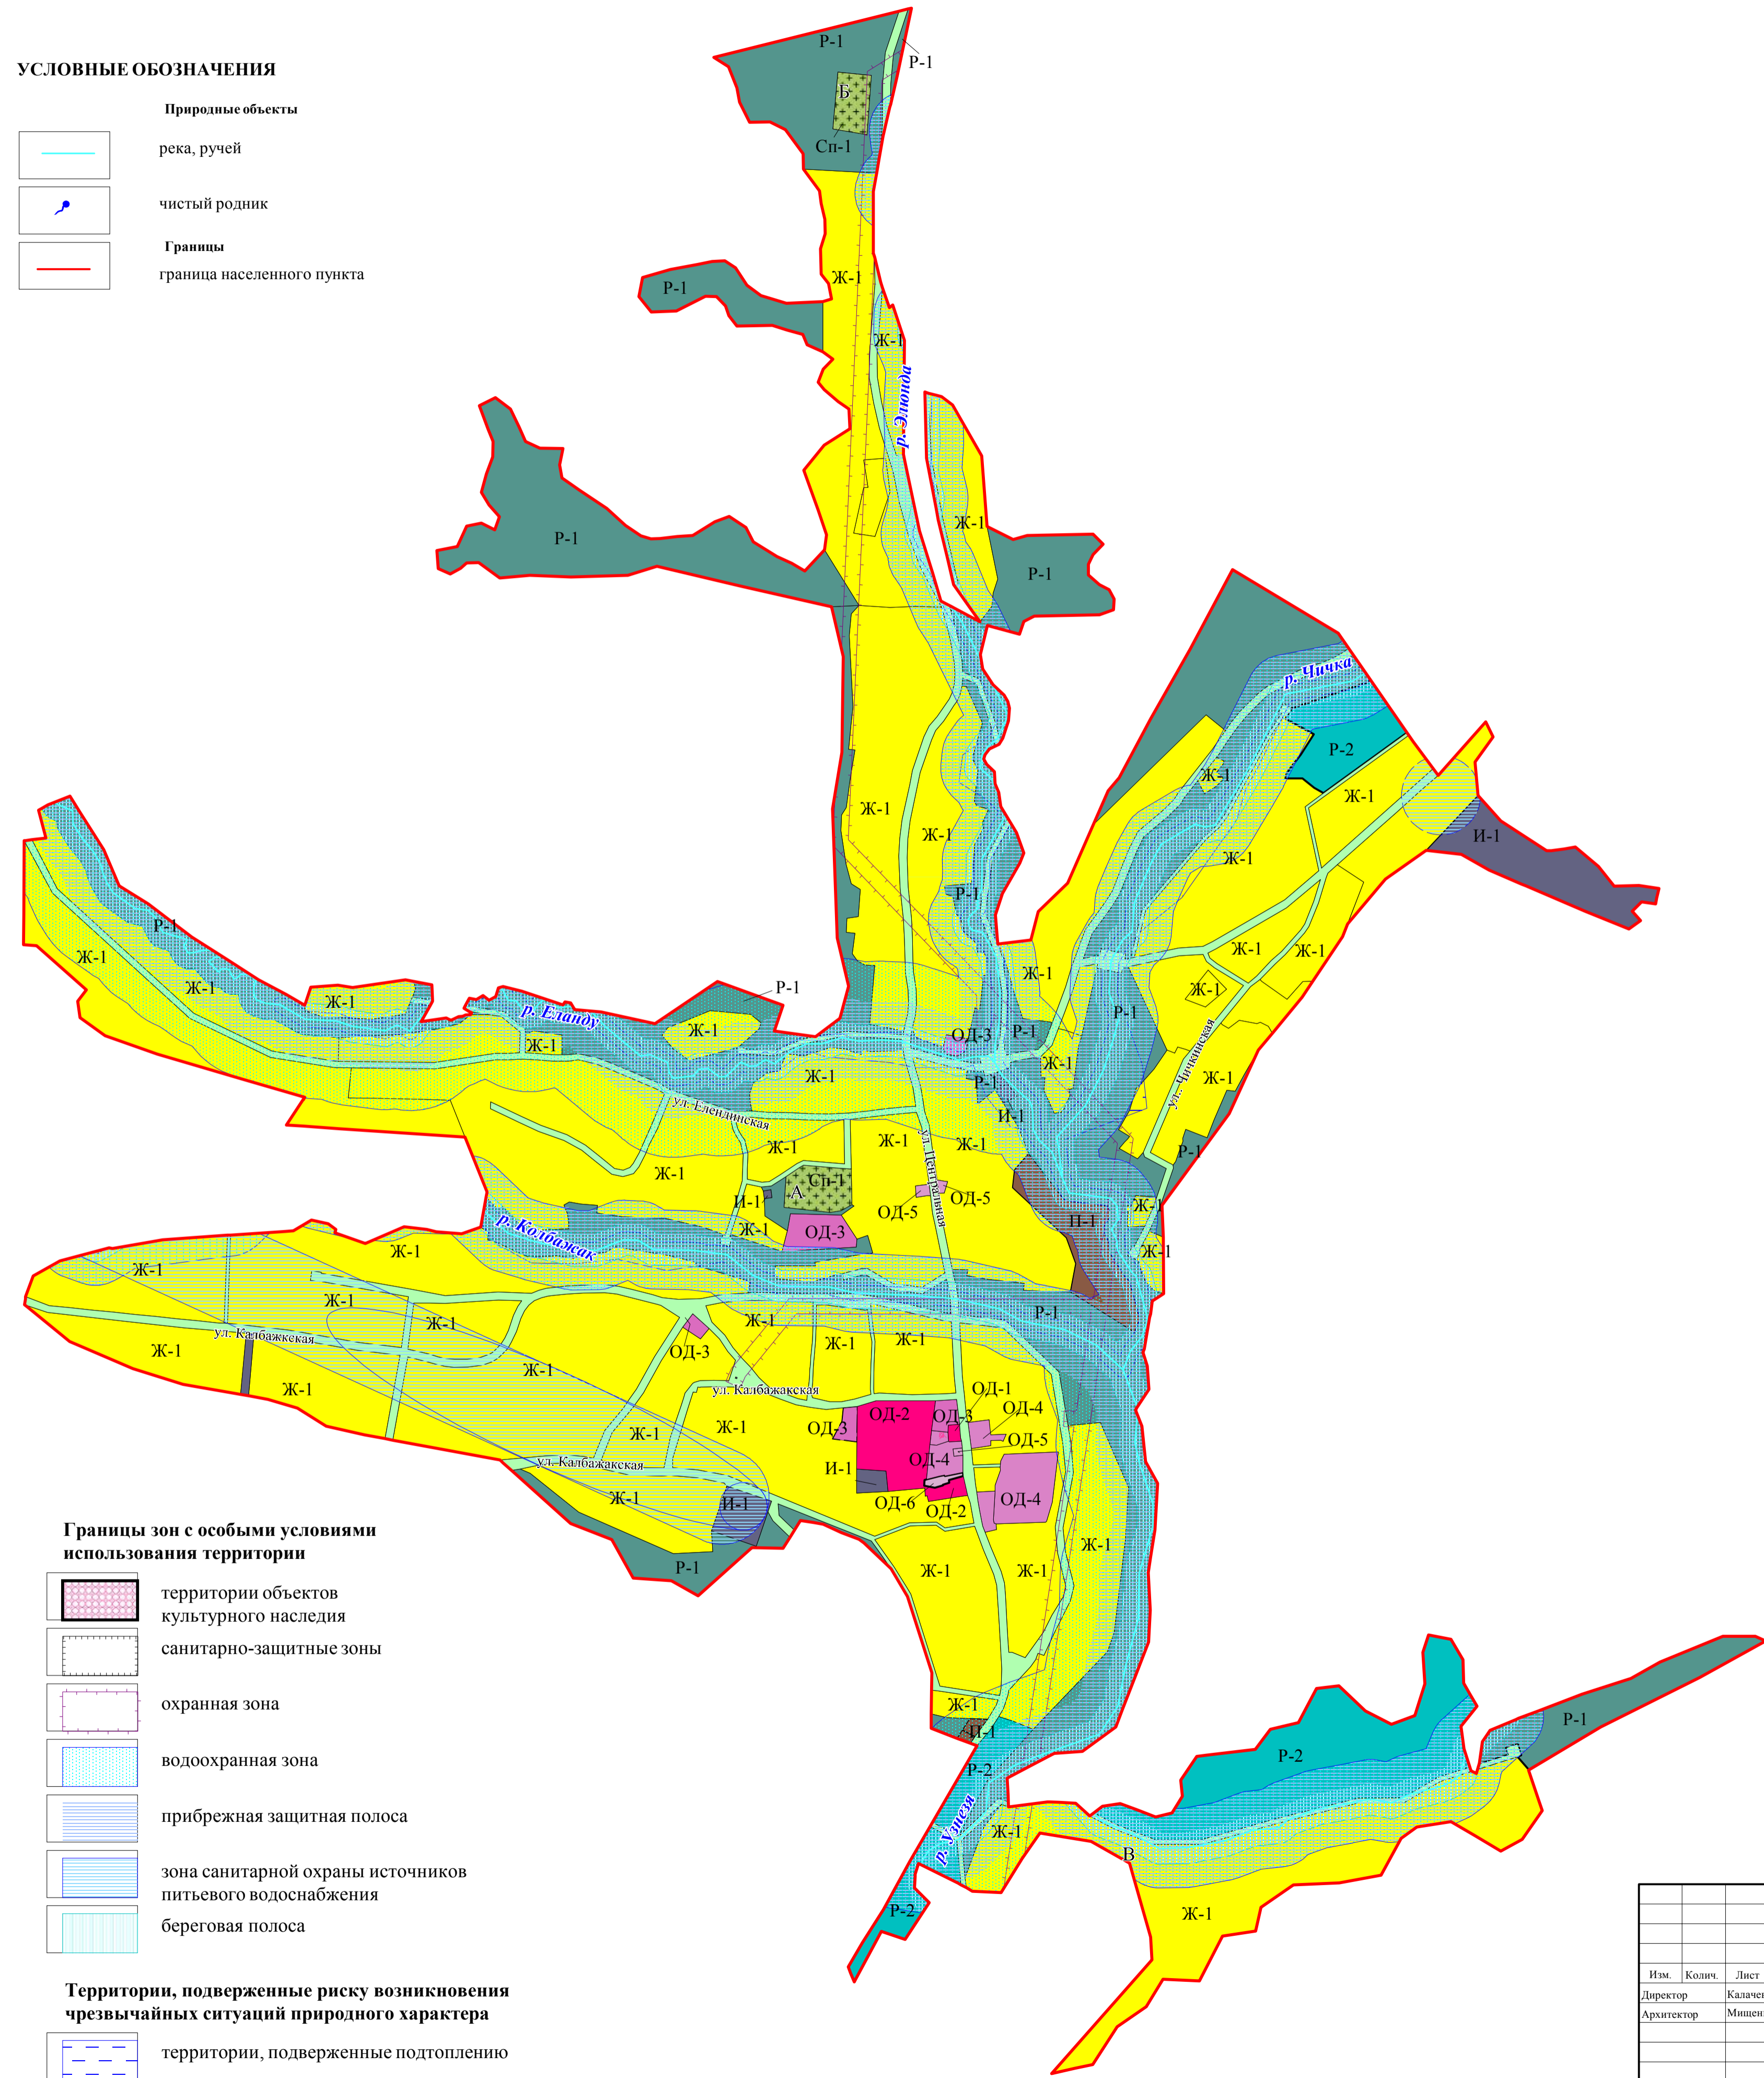 УСЛОВНЫЕ ОБОЗНАЧЕНИЯ
Природные объекты
река, ручей
чистый родник
Границы
граница населенного пункта
Р-1
Р-1
Б
Сп-1
Ж-1
Р-1
Ж-1
р. Элюнда
Ж-1
Р-1
Р-1
р. Чичка
Р-2
Ж-1
Ж-1
Ж-1
Ж-1
И-1
Ж-1
Р-1
Р-1
Ж-1
Ж-1
Ж-1
Ж-1
Ж-1
Ж-1
Р-1
Ж-1
р. Еланду
Ж-1
Ж-1
Р-1
Ж-1
ОД-3
Р-1
Ж-1
Ж-1
Р-1
ул. Чичкинская
Ж-1
ул. Елендинская
И-1
ул. Центральная
Ж-1
Ж-1
Ж-1
Р-1
Ж-1
Сп-1
А
И-1
ОД-5
ОД-5
Ж-1
П-1
Ж-1
ОД-3
р. Колбажак
Ж-1
Ж-1
Ж-1
Ж-1
Р-1
Ж-1
Ж-1
ул. Калбажкская
Ж-1
Ж-1
Ж-1
ОД-3
Ж-1
Ж-1
ул. Калбажакская
ОД-1
ОД-2
ОД-3
ОД-4
ОД-3
Ж-1
Ж-1
ОД-5
ОД-4
ул. Калбажакская
И-1
Ж-1
И-1
ОД-6
ОД-2
ОД-4
Ж-1
Р-1
Ж-1
Ж-1
Ж-1
П-1
Р-2
Р-2
Р-1
р. Узнезя
Ж-1
В
Р-2
Ж-1
Границы зон с особыми условиями
использования территории
территории объектов
культурного наследия
санитарно-защитные зоны
охранная зона
водоохранная зона
прибрежная защитная полоса
зона санитарной охраны источников
питьевого водоснабжения
береговая полоса
Территории, подверженные риску возникновения
чрезвычайных ситуаций природного характера
территории, подверженные подтоплению
Изм. Колич. Лист
Директор
Архитектор